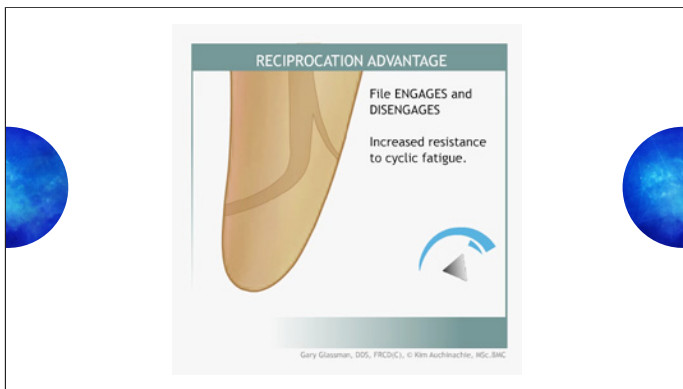 RECIPROCATION ADVANTAGE
File ENGAGES and
DISENGAGES
Increased resistance
to cyclic fatigue.
Gary Glassman, DDS, FRCD(C), © Kim Auchinachie, MSc.BMC